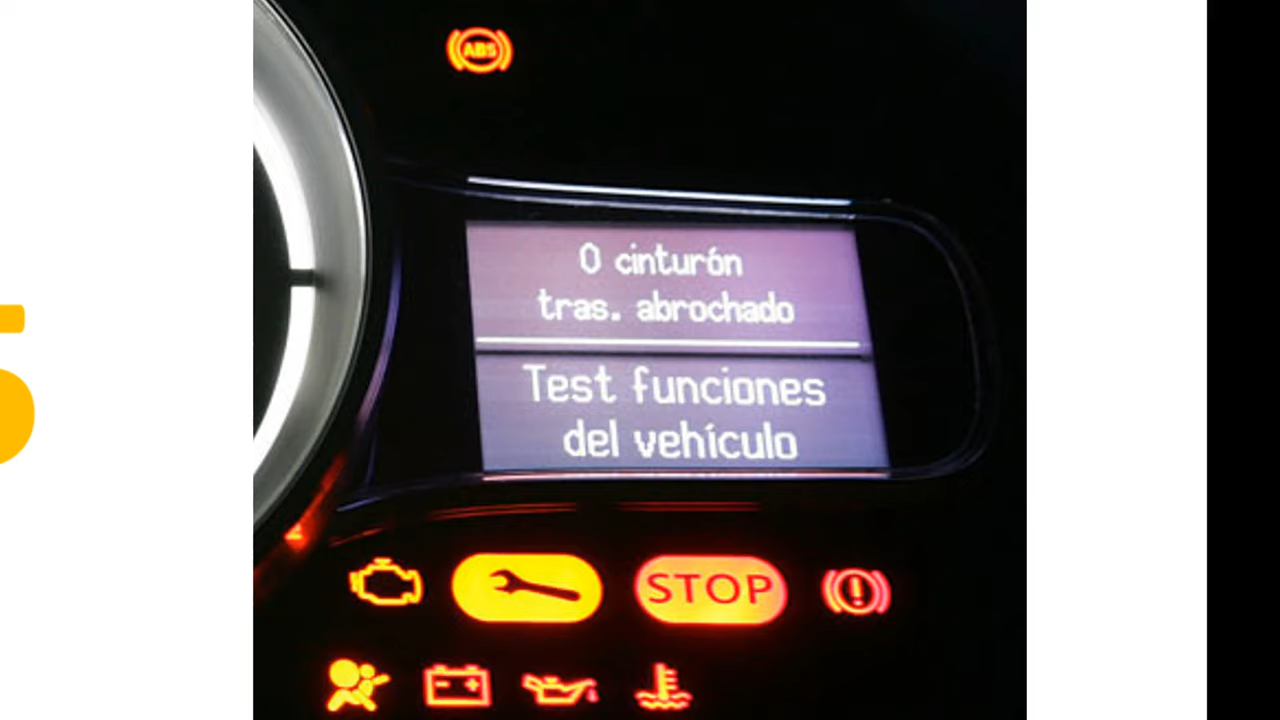 ABS
0 cinturón
tras. abrochado
Test funciones
del vehículo
STOP